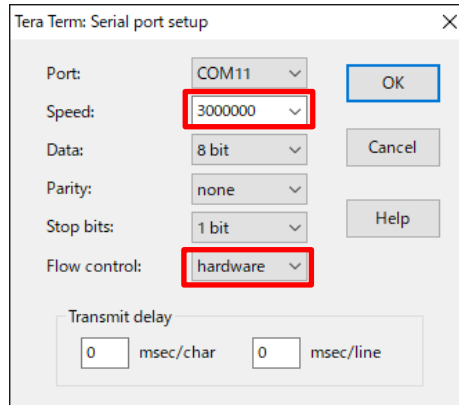 Tera Term: Serial port setup
Port: COM11
OK
Speed: 3000000
Data: 8 bit
Cancel
Parity: none
Stop bits: 1 bit
Help
Flow control: hardware
Transmit delay
0 msec/char 0 msec/line